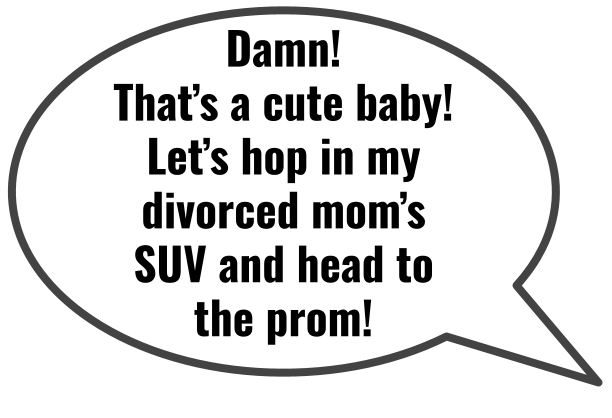 Damn!
That’s a cute baby!
Let’s hop in my
divorced mom’s
SUV and head to
the prom!